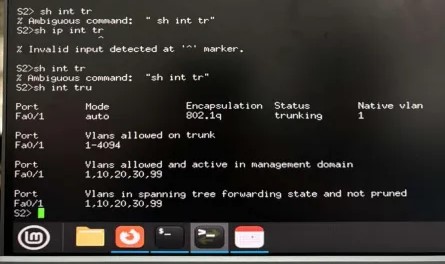 S2> sh int tr
% Ambiguous command:  " sh int tr"
S2>sh ip int tr
^
% Invalid input detected at '^' marker.
S2>sh int tr
% Ambiguous command:  "sh int tr"
S2>sh int tru
Port Mode Encapsulation Status Native vlan
Fa0/1 auto 802.1q trunking 1
Port Vlans allowed on trunk
Fa0/1 1-4094
Port Vlans allowed and active in management domain
Fa0/1 1,10,20,30,99
Port Vlans in spanning tree forwarding state and not pruned
Fa0/1 1,10,20,30,99
S2>